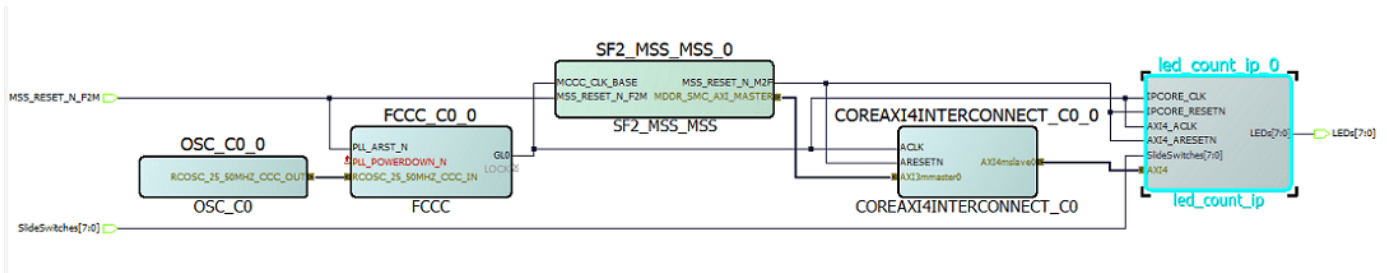 SF2_MSS_MSS_0
MCCC_CLK_BASE
MSS_RESET_N_M2F
MSS_RESET_N_F2M
MDDR_SMC_AXI_MASTER
SF2_MSS_MSS
led_count_ip_0
IPCORE_CLK
IPCORE_RESETN
AXI4_ACLK
AXI4_ARESETN
SlideSwitches[7:0]
AXI4
LEDs[7:0]
LEDs[7:0]
led_count_ip
MSS_RESET_N_F2M
FCCC_C0_0
PLL_ARST_N
PLL_POWERDOWN_N
RCOSC_25_50MHZ_CCC_IN
GL0
LOCK
FCCC
COREAXI4INTERCONNECT_C0_0
ACLK
ARESETN
AXI3mmaster0
AXI4mslave0
COREAXI4INTERCONNECT_C0
OSC_C0_0
RCOSC_25_50MHZ_CCC_OUT
OSC_C0
SlideSwitches[7:0]